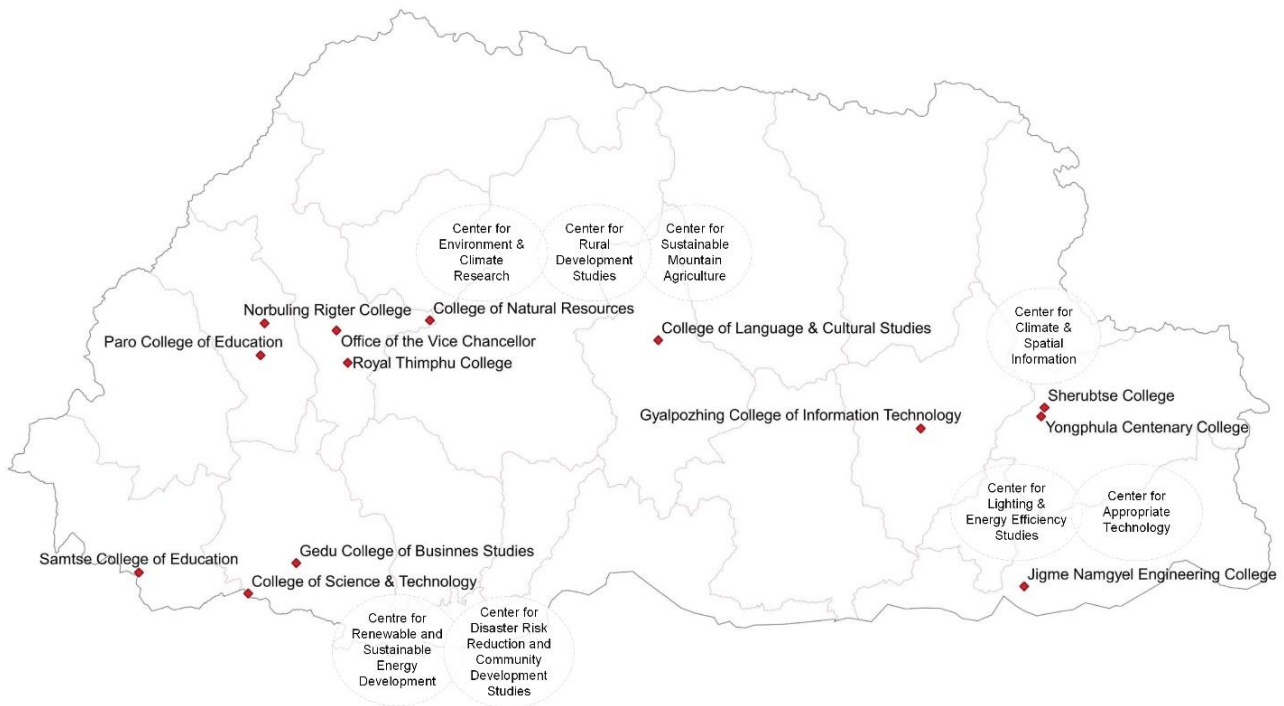 Center for
Environment &
Climate
Research
Center for
Rural
Development
Studies
Center for
Sustainable
Mountain
Agriculture
Norbuling Rigter College
College of Natural Resources
Office of the Vice Chancellor
Paro College of Education
Royal Thimphu College
College of Language & Cultural Studies
Center for
Climate &
Spatial
Information
Sherubtse College
Gyalpozhing College of Information Technology
Yongphula Centenary College
Center for
Lighting &
Energy Efficiency
Studies
Center for
Appropriate
Technology
Gedu College of Businnes Studies
Samtse College of Education
College of Science & Technology
Jigme Namgyel Engineering College
Centre for
Renewable and
Sustainable
Energy
Development
Center for
Disaster Risk
Reduction and
Community
Development
Studies